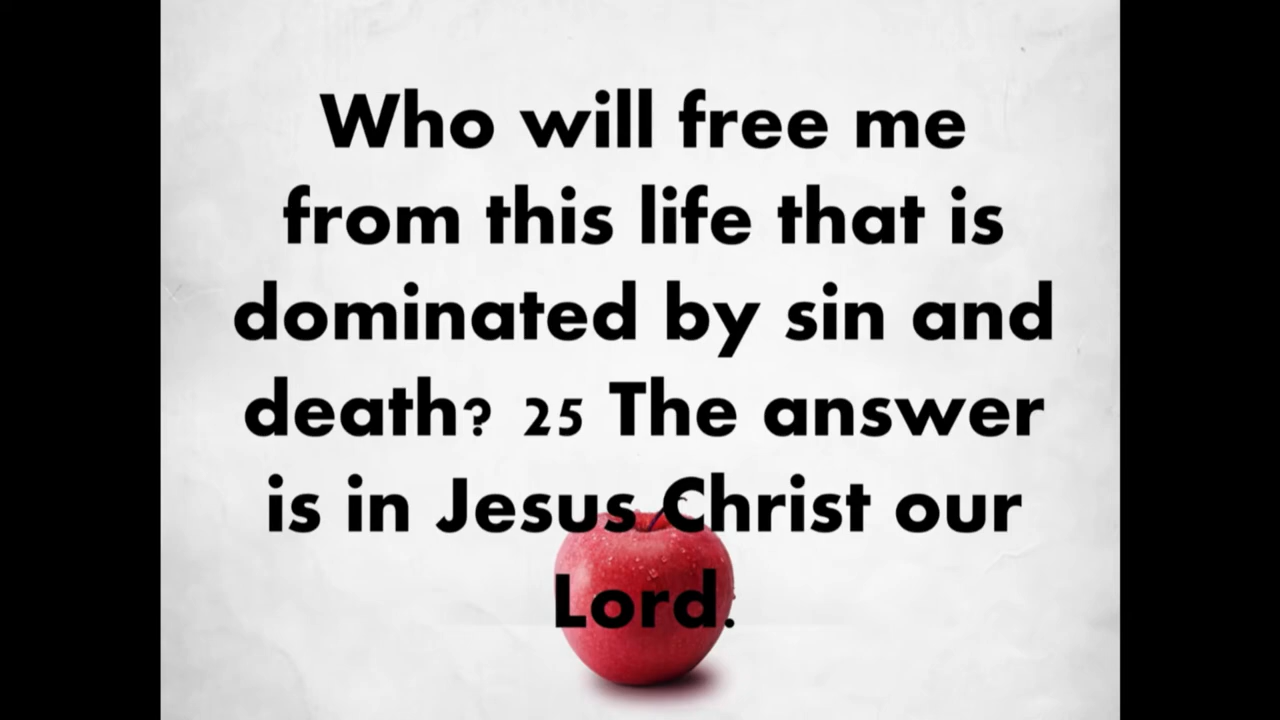 Who will free me
from this life that is
dominated by sin and
death? 25 The answer
is in Jesus Christ our
Lord.